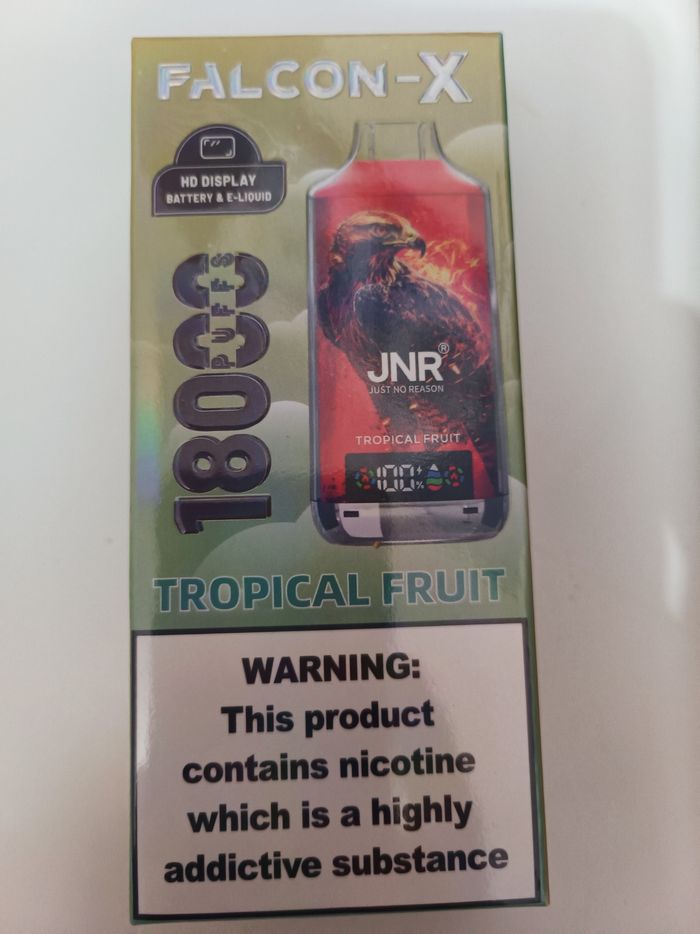 FALCON-X
HD DISPLAY
BATTERY & E-LIQUID
18000
PUFFS
JNR®
JUST NO REASON
TROPICAL FRUIT
100%
TROPICAL FRUIT
WARNING:
This product
contains nicotine
which is a highly
addictive substance